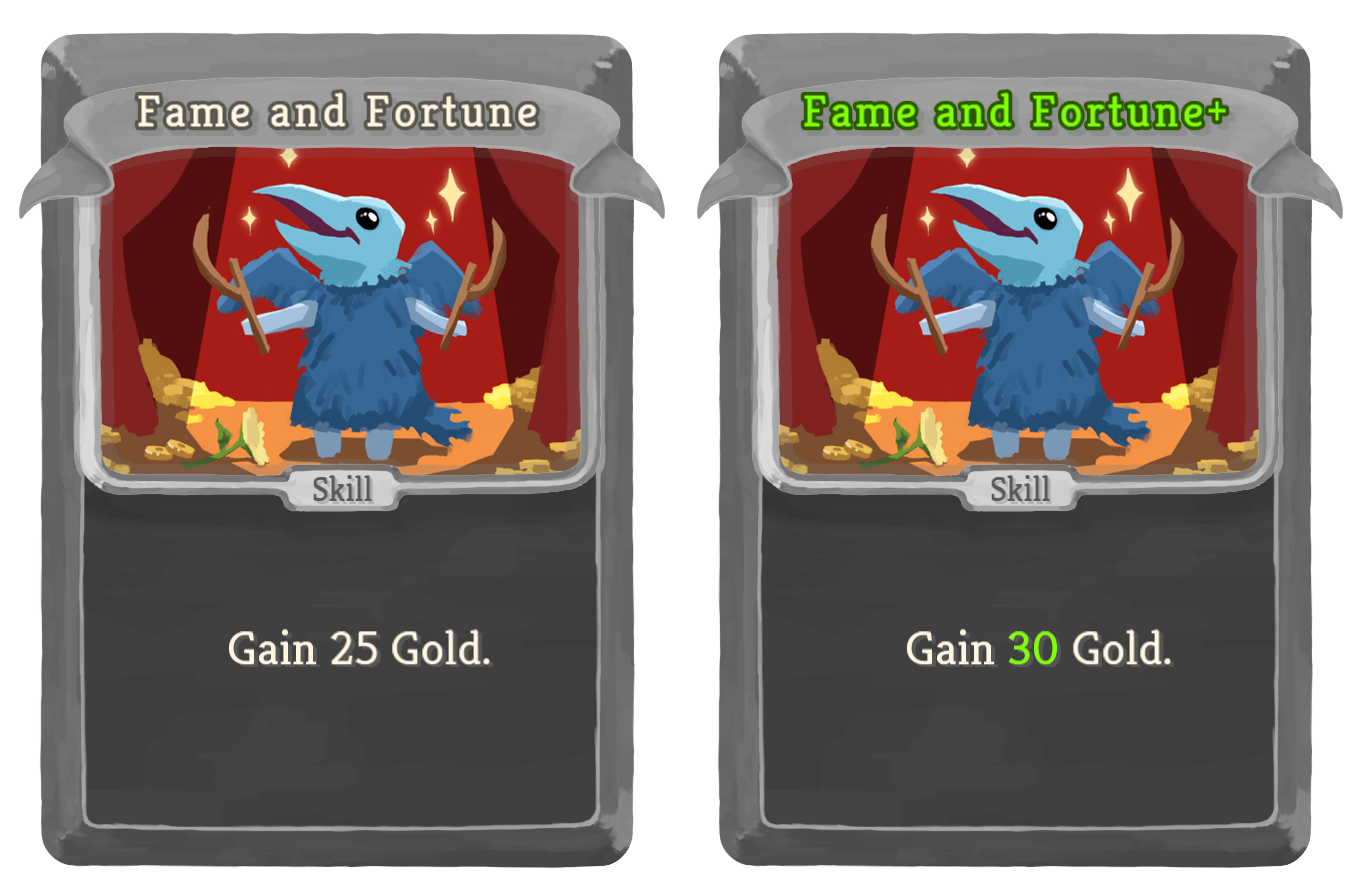 Fame and Fortune
Skill
Gain 25 Gold.
Fame and Fortune+
Skill
Gain 30 Gold.